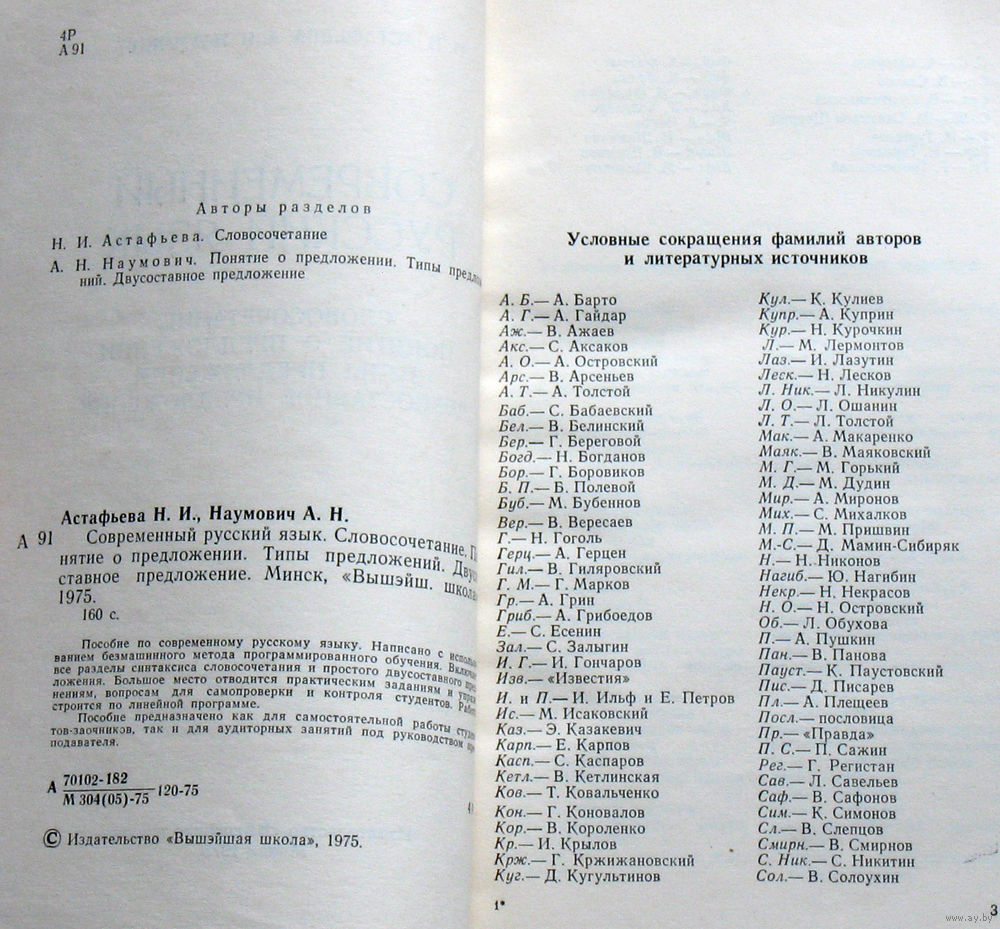 4Р
А 91
Авторы разделов
Н. И. Астафьева. Словосочетание
А. Н. Наумович. Понятие о предложении. Типы
ний. Двусоставное предложение
Астафьева Н. И., Наумович А. Н.
А 91 Современный русский язык. Словосочетание.
нятие о предложении. Типы предложений.
ставное предложение. Минск, «Вышэйш. школа»
1975.
160 с.
Пособие по современному русскому языку. Написано с
ванием безмашинного метода программированного обучения.
все разделы синтаксиса словосочетания и простого двусоставного
ложения. Большое место отводится практическим заданиям и
нениям, вопросам для самопроверки и контроля студентов.
строится по линейной программе.
Пособие предназначено как для самостоятельной работы
тов-заочников, так и для аудиторных занятий под руководством
подавателя.
А 70102-182
М 304(05)-75 120-75
© Издательство «Вышэйшая школа», 1975.
Условные сокращения фамилий авторов
и литературных источников
А. Б.— А. Барто
А. Г.— А. Гайдар
Аж.— В. Ажаев
Акс.— С. Аксаков
А. О.— А. Островский
Арс.— В. Арсеньев
А. Т.— А. Толстой
Баб.— С. Бабаевский
Бел.— В. Белинский
Бер.— Г. Береговой
Богд.— Н. Богданов
Бор.— Г. Боровиков
Б. П.— Б. Полевой
Буб.— М. Бубеннов
Вер.— В. Вересаев
Г.— Н. Гоголь
Герц.— А. Герцен
Гил.— В. Гиляровский
Г. М.— Г. Марков
Гр.— А. Грин
Гриб.— А. Грибоедов
Е.— С. Есенин
Зал.— С. Залыгин
И. Г.— И. Гончаров
Изв.— «Известия»
И. и П.— И. Ильф и Е. Петров
Ис.— М. Исаковский
Каз.— Э. Казакевич
Карп.— Е. Карпов
Касп.— С. Каспаров
Кетл.— В. Кетлинская
Ков.— Т. Ковальченко
Кон.— Г. Коновалов
Кор.— В. Короленко
Кр.— И. Крылов
Крж.— Г. Кржижановский
Куг.— Д. Кугультинов
Кул.— К. Кулиев
Купр.— А. Куприн
Кур.— Н. Курочкин
Л.— М. Лермонтов
Лаз.— И. Лазутин
Леск.— Н. Лесков
Л. Ник.— Л. Никулин
Л. О.— Л. Ошанин
Л. Т.— Л. Толстой
Мак.— А. Макаренко
Маяк.— В. Маяковский
М. Г.— М. Горький
М. Д.— М. Дудин
Мир.— А. Миронов
Мих.— С. Михалков
М. П.— М. Пришвин
М.-С.— Д. Мамин-Сибиряк
Н.— Н. Никонов
Нагиб.— Ю. Нагибин
Некр.— Н. Некрасов
Н. О.— Н. Островский
Об.— Л. Обухова
П.— А. Пушкин
Пан.— В. Панова
Пауст.— К. Паустовский
Пис.— Д. Писарев
Пл.— А. Плещеев
Посл.— пословица
Пр.— «Правда»
П. С.— П. Сажин
Рег.— Г. Регистан
Сав.— Л. Савельев
Саф.— В. Сафонов
Сим.— К. Симонов
Сл.— В. Слепцов
Смирн.— В. Смирнов
С. Ник.— С. Никитин
Сол.— В. Солоухин
1*
3
www.ay.by